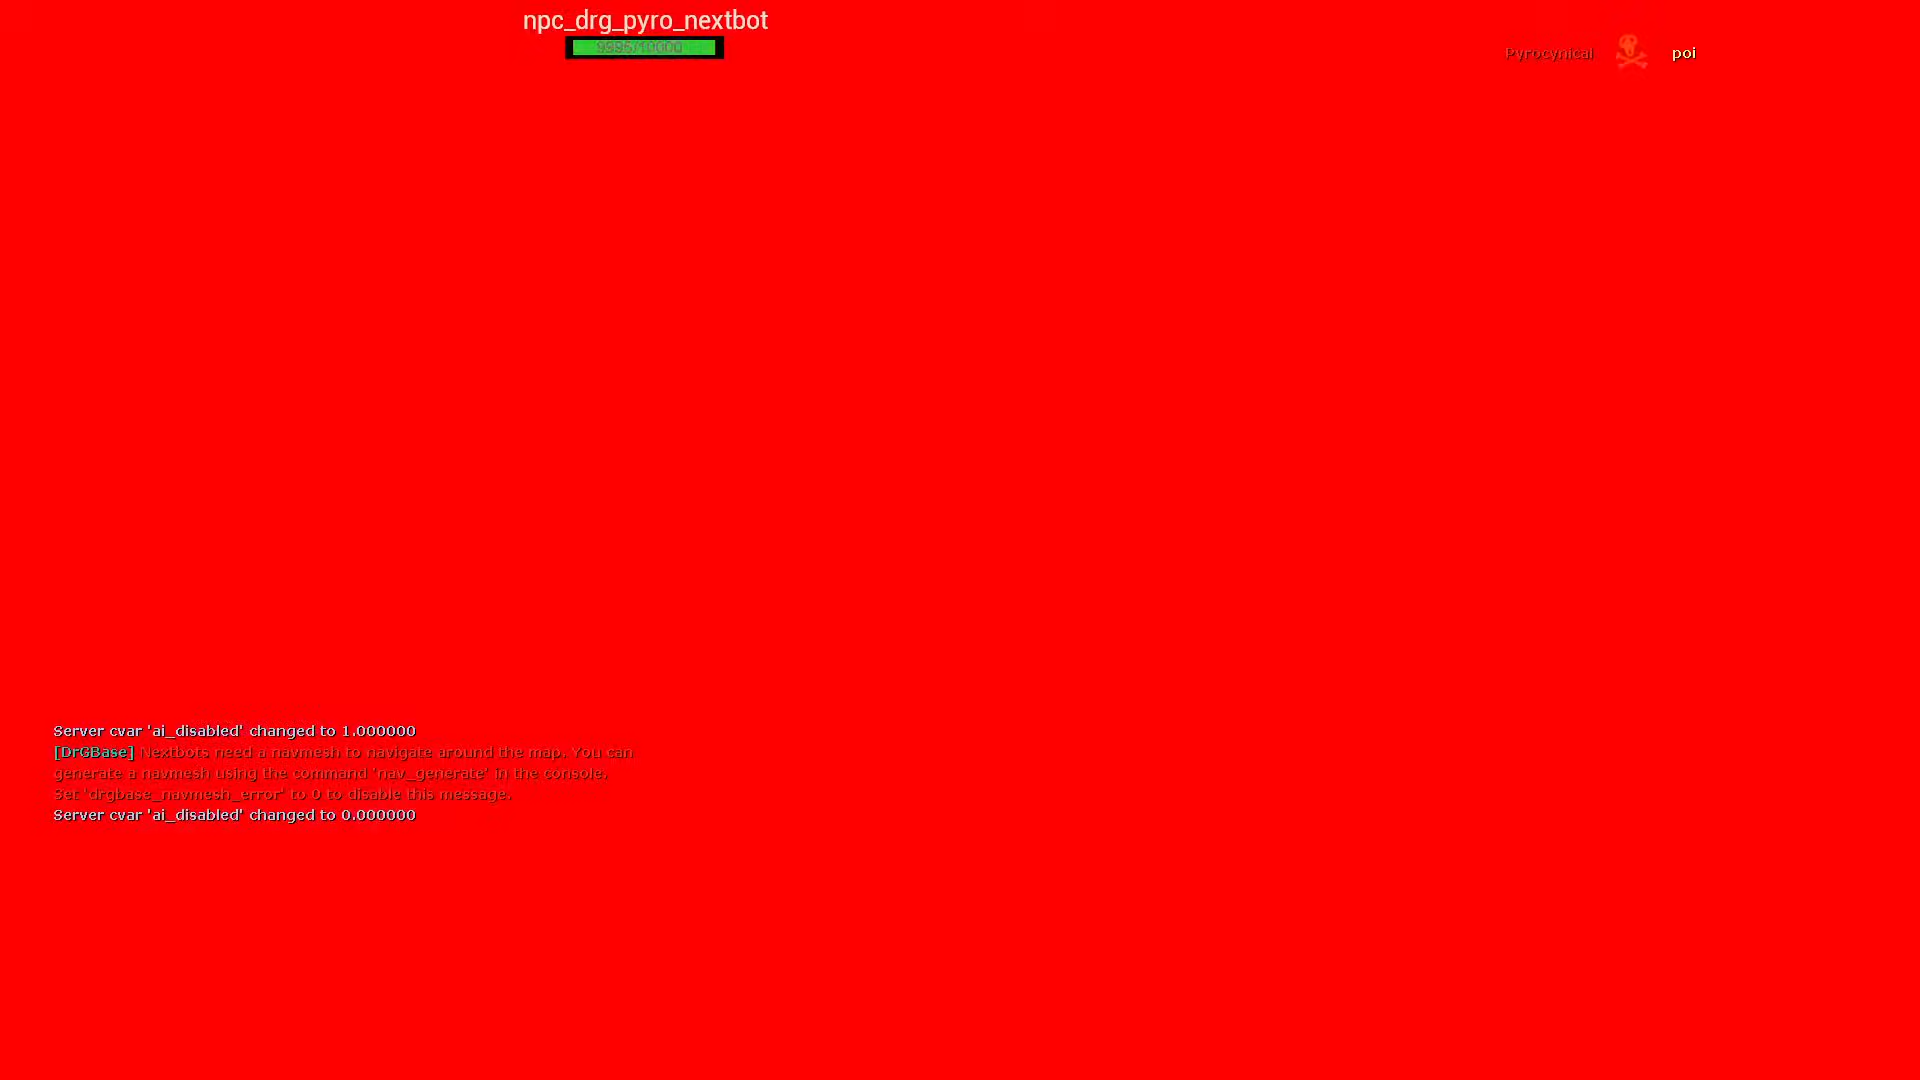 npc_drg_pyro_nextbot
9995/10000
Pyrocynical poi
Server cvar 'ai_disabled' changed to 1.000000
[DrGBase] Nextbots need a navmesh to navigate around the map. You can
generate a navmesh using the command 'nav_generate' in the console.
Set 'drgbase_navmesh_error' to 0 to disable this message.
Server cvar 'ai_disabled' changed to 0.000000